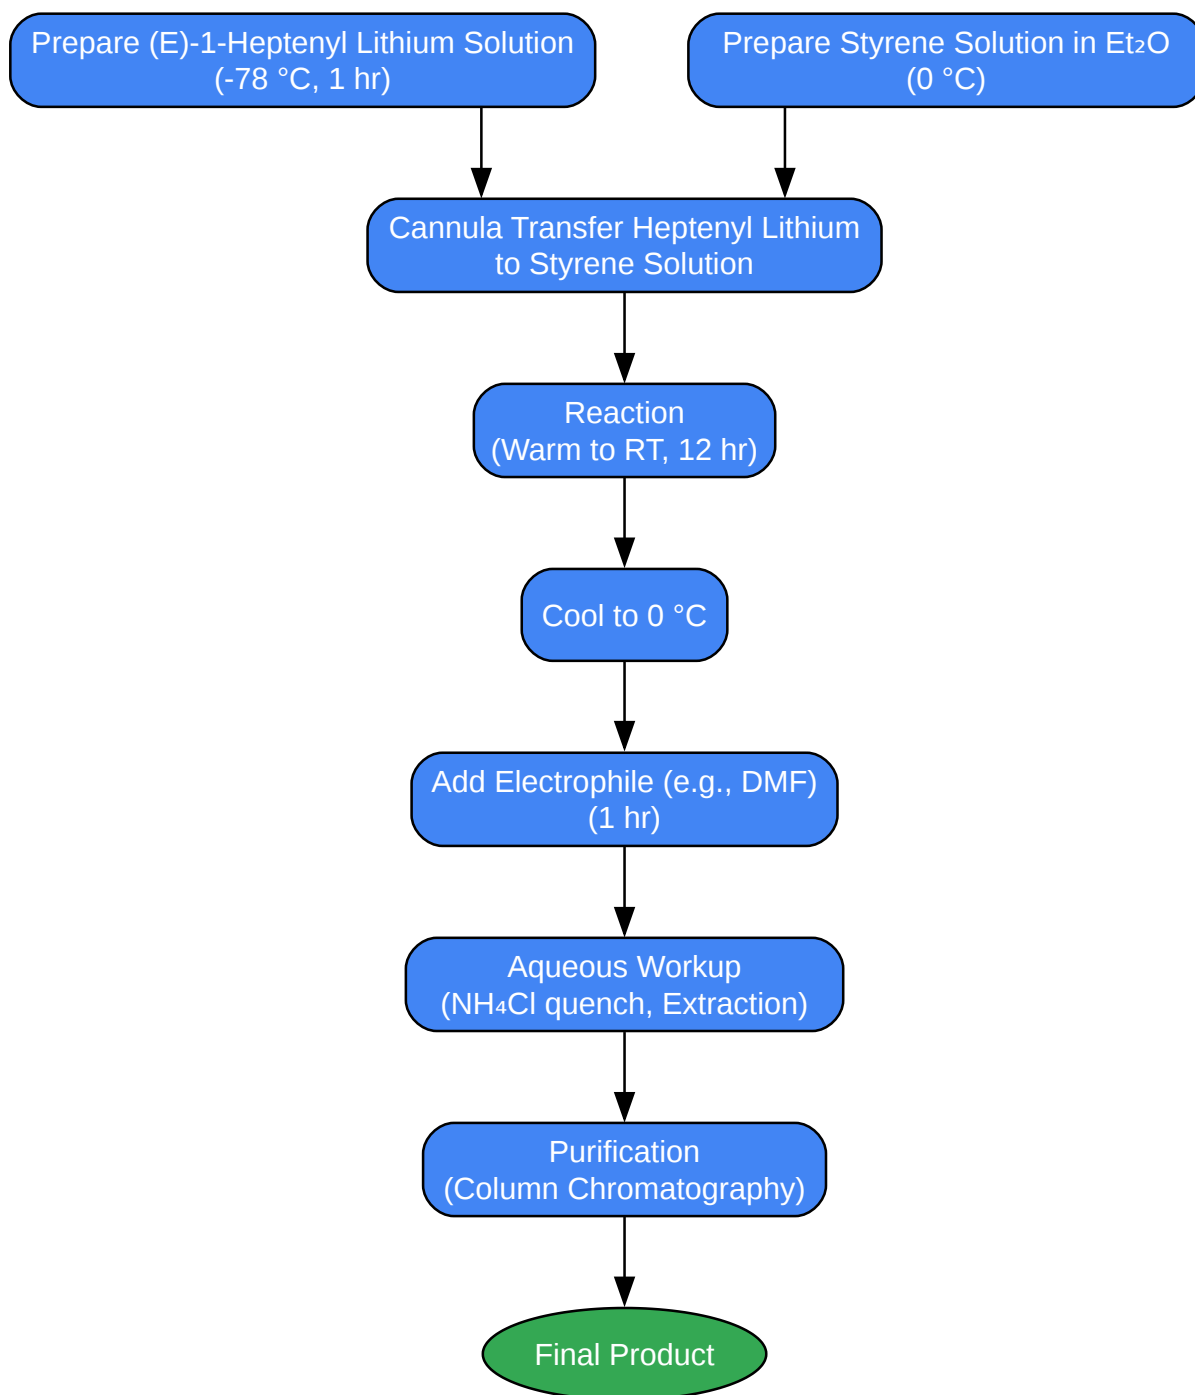 Prepare (E)-1-Heptenyl Lithium Solution
(-78 °C, 1 hr)
Prepare Styrene Solution in Et₂O
(0 °C)
Cannula Transfer Heptenyl Lithium
to Styrene Solution
Reaction
(Warm to RT, 12 hr)
Cool to 0 °C
Add Electrophile (e.g., DMF)
(1 hr)
Aqueous Workup
(NH₄Cl quench, Extraction)
Purification
(Column Chromatography)
Final Product